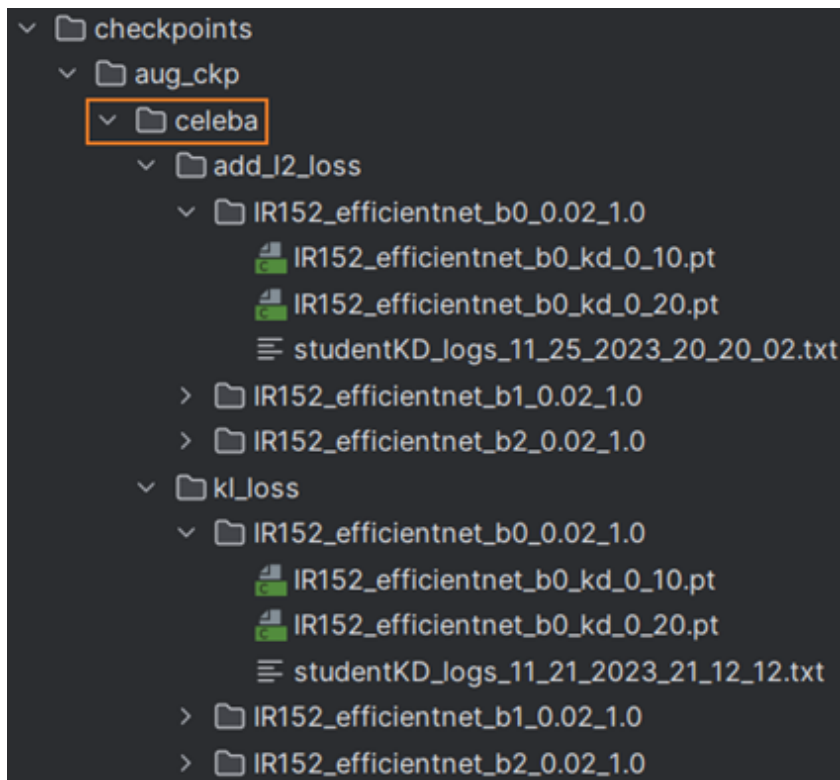 checkpoints
aug_ckp
celeba
add_l2_loss
IR152_efficientnet_b0_0.02_1.0
IR152_efficientnet_b0_kd_0_10.pt
IR152_efficientnet_b0_kd_0_20.pt
studentKD_logs_11_25_2023_20_20_02.txt
IR152_efficientnet_b1_0.02_1.0
IR152_efficientnet_b2_0.02_1.0
kl_loss
IR152_efficientnet_b0_0.02_1.0
IR152_efficientnet_b0_kd_0_10.pt
IR152_efficientnet_b0_kd_0_20.pt
studentKD_logs_11_21_2023_21_12_12.txt
IR152_efficientnet_b1_0.02_1.0
IR152_efficientnet_b2_0.02_1.0